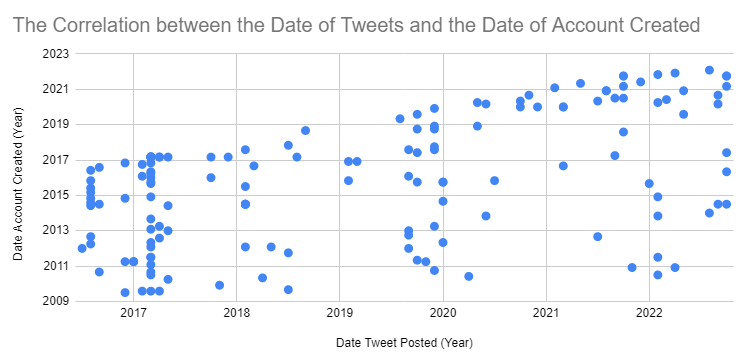 The Correlation between the Date of Tweets and the Date of Account Created
2023
2021
2019
2017
2015
2013
2011
2009
Date Account Created (Year)
2017 2018 2019 2020 2021 2022
Date Tweet Posted (Year)